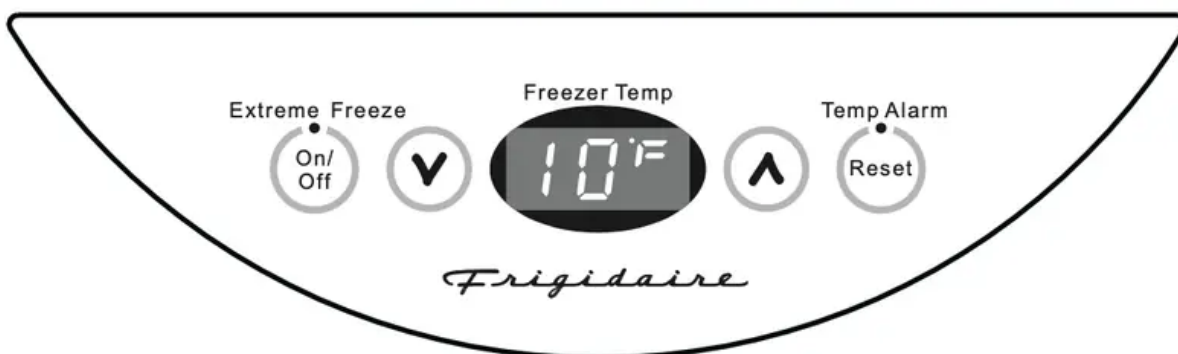 Freezer Temp
Extreme Freeze
Temp Alarm
On/
Off
10°F
Reset
Frigidaire